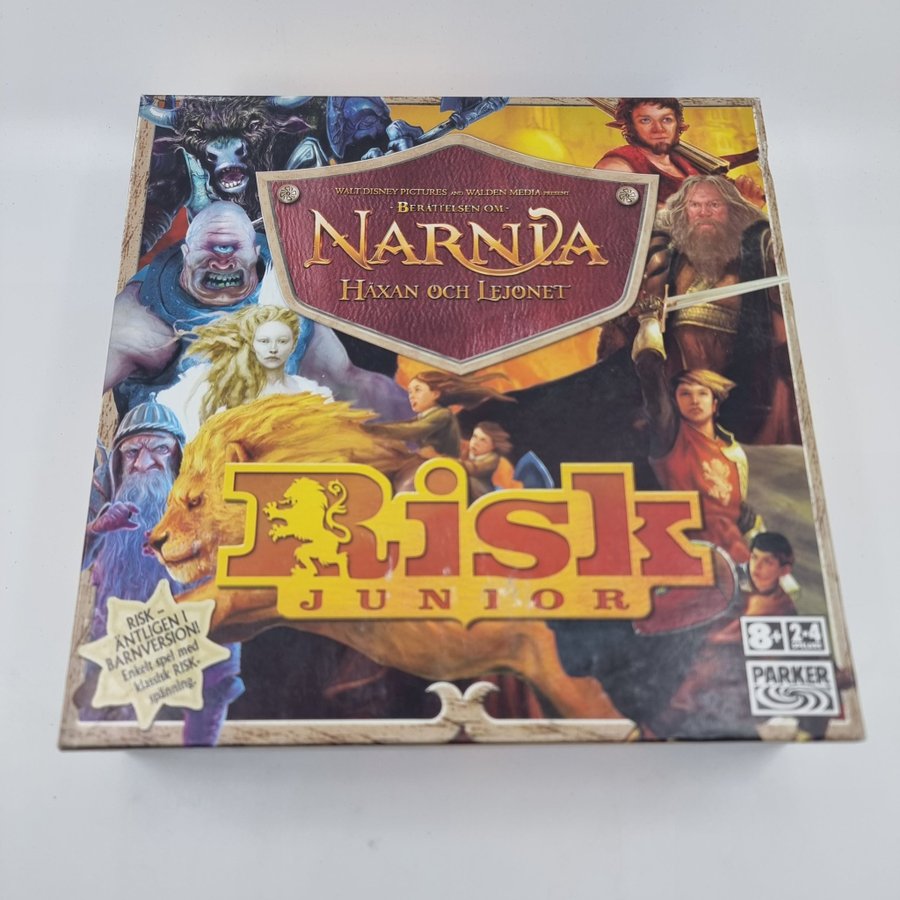 WALT DISNEY PICTURES AND WALDEN MEDIA PRESENT
· BERÄTTELSEN OM ·
NARNIA
HÄXAN OCH LEJONET
Risk
JUNIOR
RISK –
ÄNTLIGEN I
BARNVERSION!
Enkelt spel med
klassisk RISK-
spänning.
8+
2-4
SPELARE
PARKER